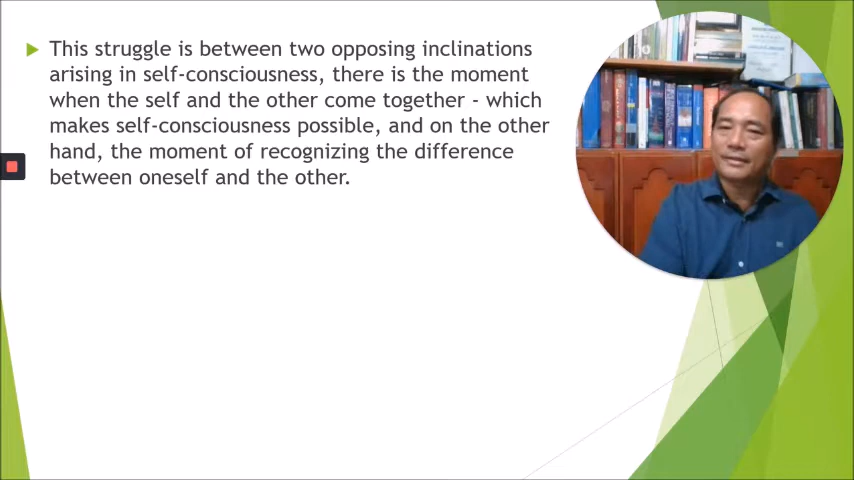 This struggle is between two opposing inclinations
arising in self-consciousness, there is the moment
when the self and the other come together - which
makes self-consciousness possible, and on the other
hand, the moment of recognizing the difference
between oneself and the other.